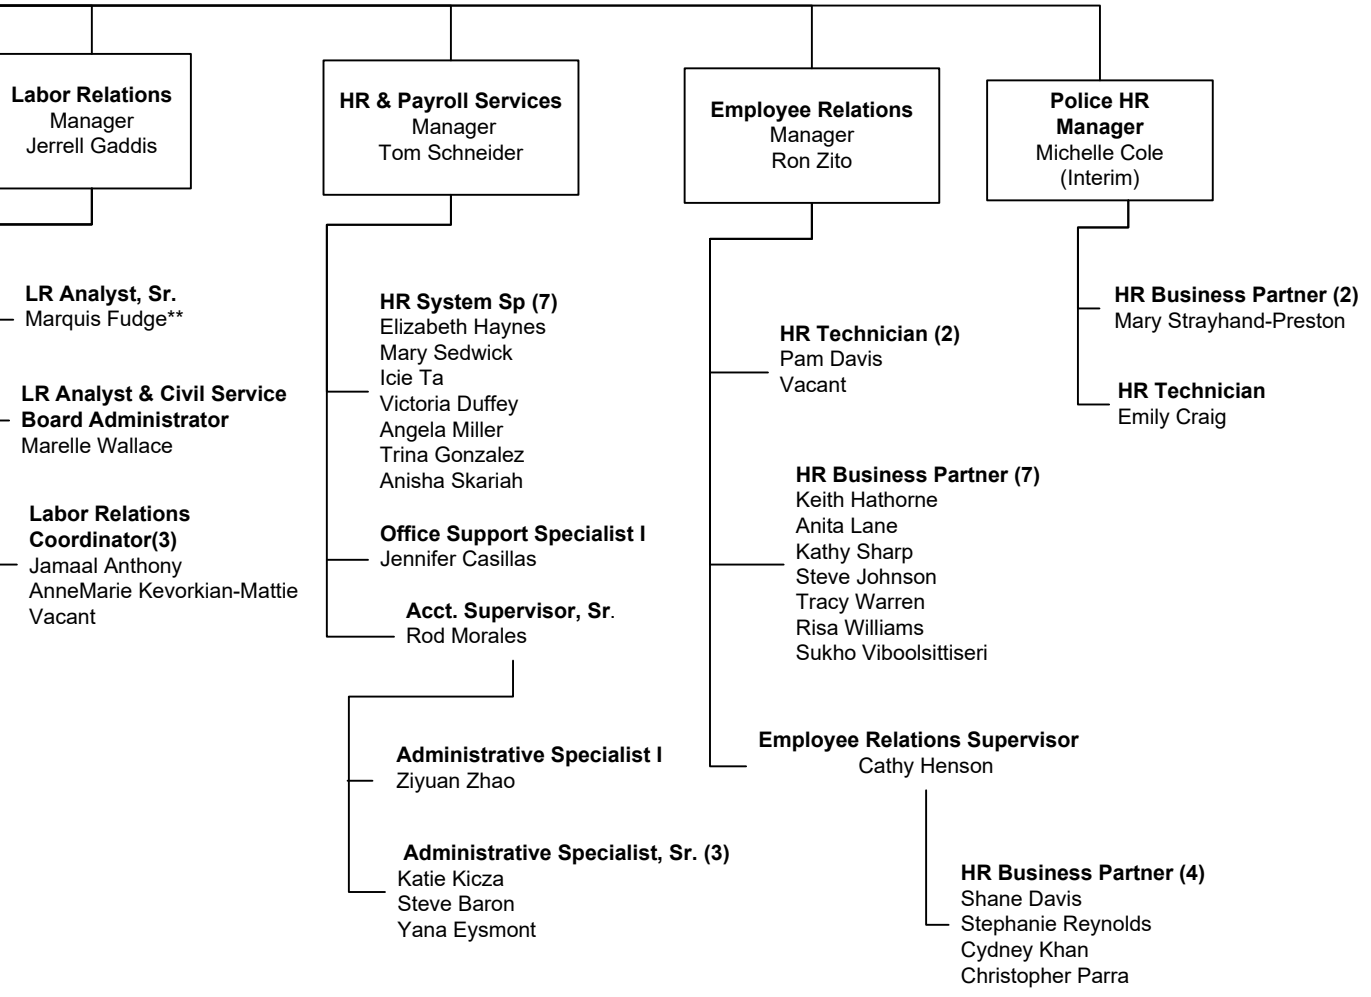 Labor Relations
Manager
Jerrell Gaddis
LR Analyst, Sr.
Marquis Fudge**
LR Analyst & Civil Service
Board Administrator
Marelle Wallace
Labor Relations
Coordinator(3)
Jamaal Anthony
AnneMarie Kevorkian-Mattie
Vacant
HR & Payroll Services
Manager
Tom Schneider
HR System Sp (7)
Elizabeth Haynes
Mary Sedwick
Icie Ta
Victoria Duffey
Angela Miller
Trina Gonzalez
Anisha Skariah
Office Support Specialist I
Jennifer Casillas
Acct. Supervisor, Sr.
Rod Morales
Administrative Specialist I
Ziyuan Zhao
Administrative Specialist, Sr. (3)
Katie Kicza
Steve Baron
Yana Eysmont
Employee Relations
Manager
Ron Zito
HR Technician (2)
Pam Davis
Vacant
HR Business Partner (7)
Keith Hathorne
Anita Lane
Kathy Sharp
Steve Johnson
Tracy Warren
Risa Williams
Sukho Viboolsittiseri
Employee Relations Supervisor
Cathy Henson
HR Business Partner (4)
Shane Davis
Stephanie Reynolds
Cydney Khan
Christopher Parra
Police HR
Manager
Michelle Cole
(Interim)
HR Business Partner (2)
Mary Strayhand-Preston
HR Technician
Emily Craig